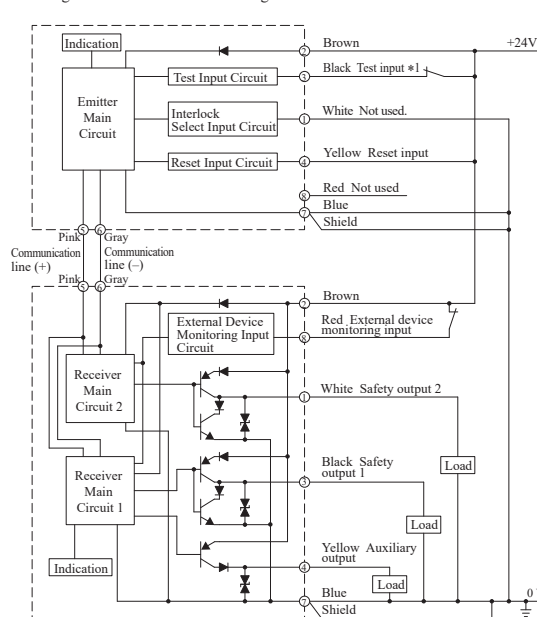 Indication
Brown
+24V
Test Input Circuit
Black Test input *1
Emitter
Main
Circuit
Interlock
Select Input Circuit
White Not used.
Reset Input Circuit
Yellow Reset input
Red Not used
Blue
Shield
Pink
Gray
Communication
line (+)
Communication
line (–)
Pink
Gray
Brown
External Device
Monitoring Input
Circuit
Red External device
monitoring input
Receiver
Main
Circuit 2
White Safety output 2
Load
Receiver
Main
Circuit 1
Black Safety
output 1
Load
Yellow Auxiliary
output
Load
Indication
Blue
Shield
0
2
3
1
4
8
7
5
6
5
6
2
8
1
3
4
7